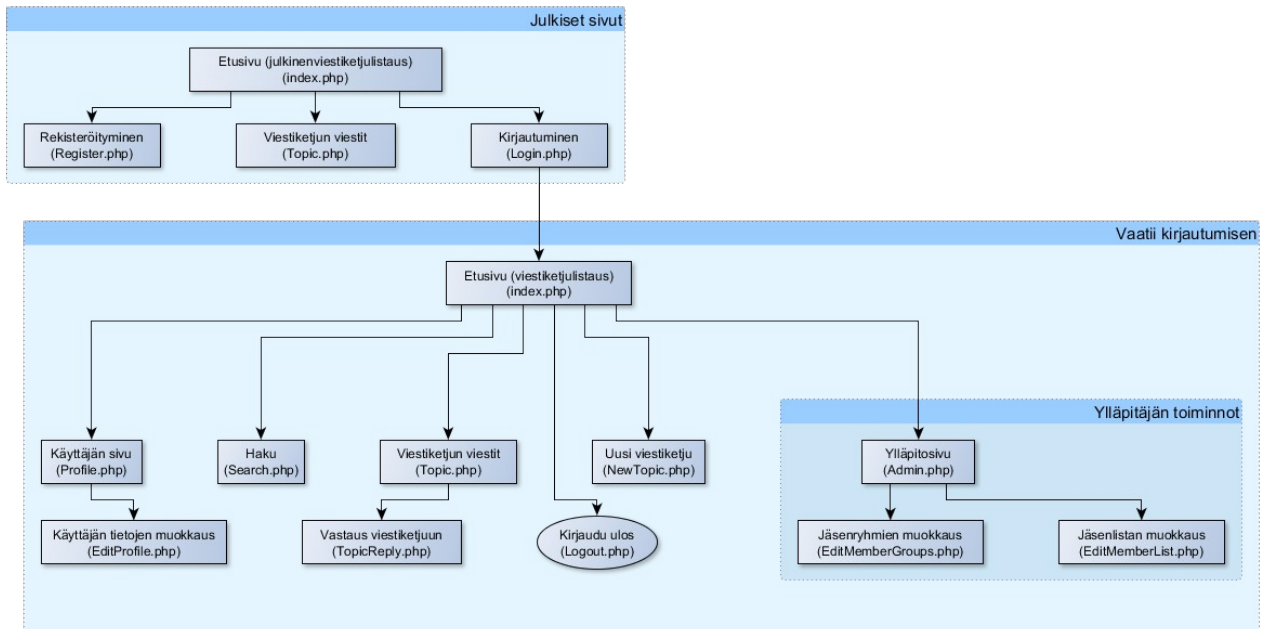 Julkiset sivut
Etusivu (julkinenviestiketjulistaus)
(index.php)
Rekisteröityminen
(Register.php)
Viestiketjun viestit
(Topic.php)
Kirjautuminen
(Login.php)
Vaatii kirjautumisen
Etusivu (viestiketjulistaus)
(index.php)
Ylläpitäjän toiminnot
Käyttäjän sivu
(Profile.php)
Haku
(Search.php)
Viestiketjun viestit
(Topic.php)
Uusi viestiketju
(NewTopic.php)
Ylläpitosivu
(Admin.php)
Käyttäjän tietojen muokkaus
(EditProfile.php)
Vastaus viestiketjuun
(TopicReply.php)
Kirjaudu ulos
(Logout.php)
Jäsenryhmien muokkaus
(EditMemberGroups.php)
Jäsenlistan muokkaus
(EditMemberList.php)